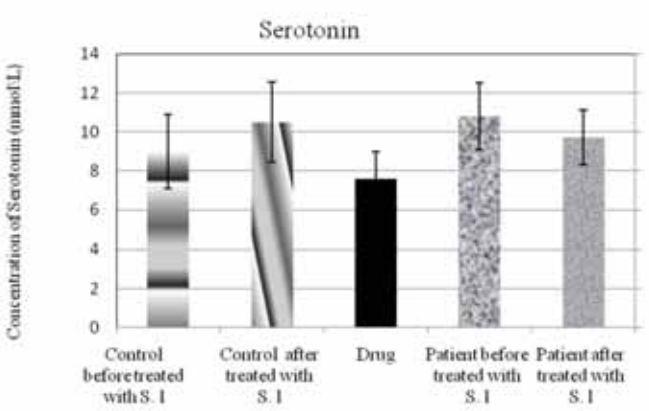 Serotonin
Concentration of Serotonin (mmol\L)
14
12
10
8
6
4
2
0
Control
before treated
with S. I
Control after
treated with
S. I
Drug
Patient before
treated with
S. I
Patient after
treated with
S. I